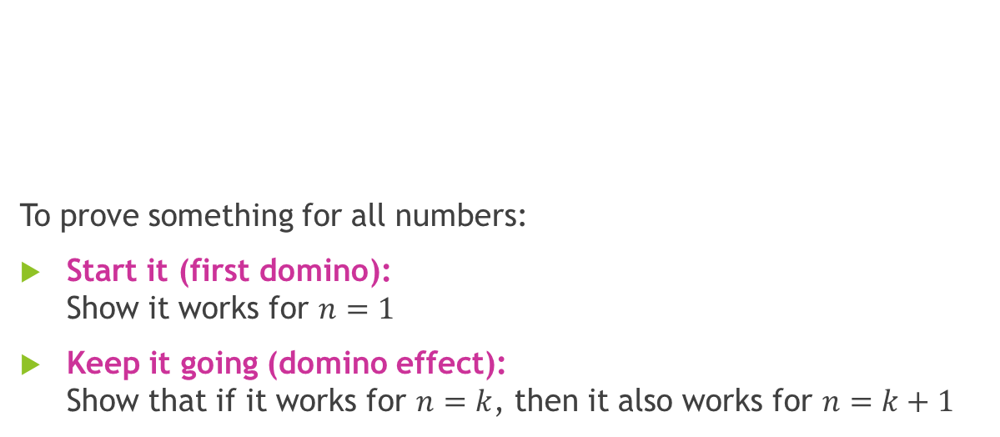 To prove something for all numbers:
Start it (first domino):
Show it works for 𝑛 = 1
Keep it going (domino effect):
Show that if it works for 𝑛 = 𝑘, then it also works for 𝑛 = 𝑘 + 1